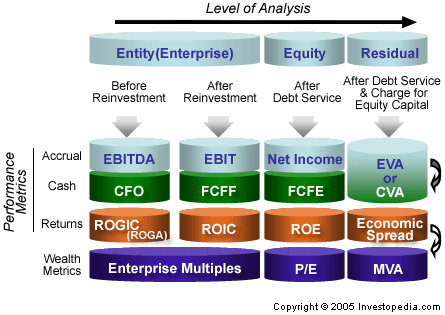 Level of Analysis
Entity(Enterprise) Equity Residual
Before Reinvestment
After Reinvestment
After Debt Service
After Debt Service & Charge for Equity Capital
Performance Metrics
Accrual EBITDA EBIT Net Income EVA or CVA
Cash CFO FCFF FCFE
Returns ROGIC (ROGA) ROIC ROE Economic Spread
Wealth Metrics Enterprise Multiples P/E MVA
Copyright © 2005 Investopedia.com